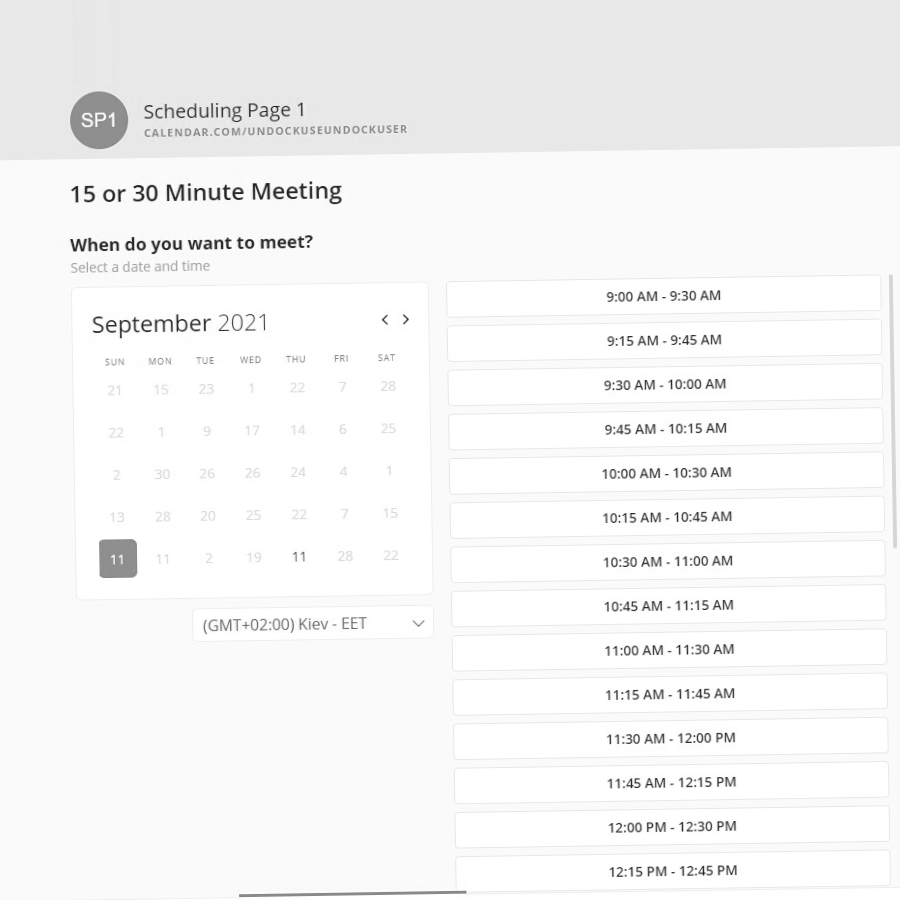 SP1
Scheduling Page 1
CALENDAR.COM/UNDOCKUSEUNDOCKUSER
15 or 30 Minute Meeting
When do you want to meet?
Select a date and time
September 2021
SUN MON TUE WED THU FRI SAT
21 15 23 1 22 7 28
22 1 9 17 14 6 25
2 30 26 26 24 4 1
13 28 20 25 22 7 15
11 11 2 19 11 28 22
(GMT+02:00) Kiev - EET
9:00 AM - 9:30 AM
9:15 AM - 9:45 AM
9:30 AM - 10:00 AM
9:45 AM - 10:15 AM
10:00 AM - 10:30 AM
10:15 AM - 10:45 AM
10:30 AM - 11:00 AM
10:45 AM - 11:15 AM
11:00 AM - 11:30 AM
11:15 AM - 11:45 AM
11:30 AM - 12:00 PM
11:45 AM - 12:15 PM
12:00 PM - 12:30 PM
12:15 PM - 12:45 PM